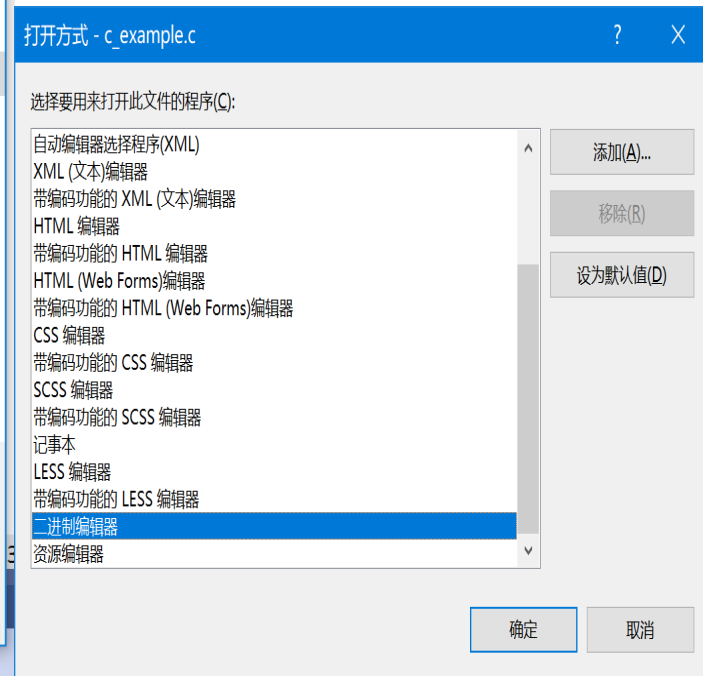 打开方式 - c_example.c
?
选择要用来打开此文件的程序(C):
自动编辑器选择程序(XML)
XML (文本)编辑器
带编码功能的 XML (文本)编辑器
HTML 编辑器
带编码功能的 HTML 编辑器
HTML (Web Forms)编辑器
带编码功能的 HTML (Web Forms)编辑器
CSS 编辑器
带编码功能的 CSS 编辑器
SCSS 编辑器
带编码功能的 SCSS 编辑器
记事本
LESS 编辑器
带编码功能的 LESS 编辑器
二进制编辑器
资源编辑器
添加(A)...
移除(R)
设为默认值(D)
确定
取消